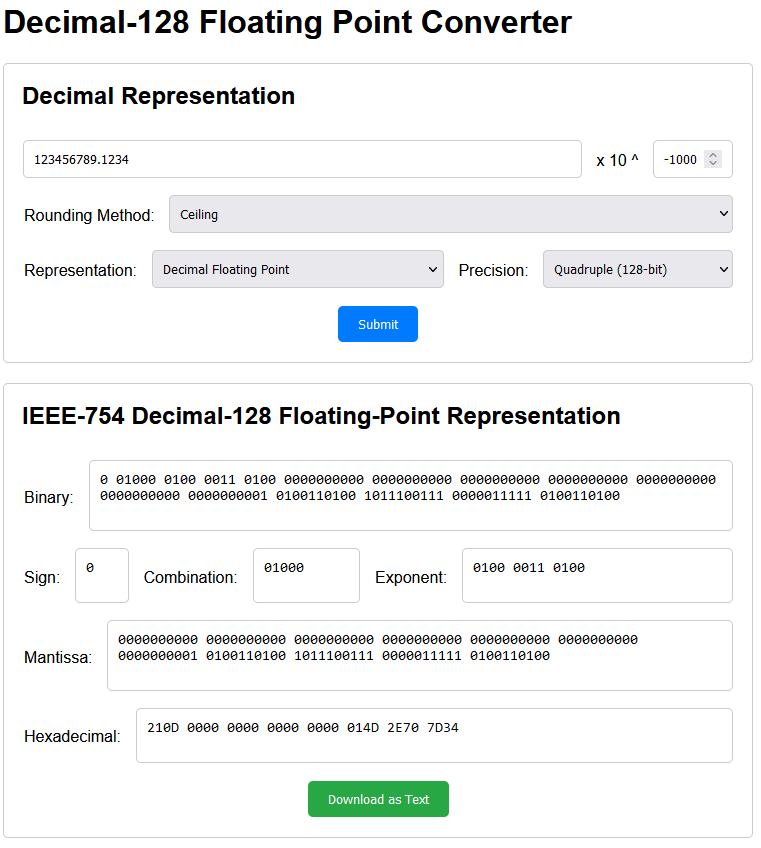 Decimal-128 Floating Point Converter
Decimal Representation
123456789.1234 x 10 ^ -1000
Rounding Method: Ceiling
Representation: Decimal Floating Point Precision: Quadruple (128-bit)
Submit
IEEE-754 Decimal-128 Floating-Point Representation
Binary: 0 01000 0100 0011 0100 0000000000 0000000000 0000000000 0000000000 0000000000
0000000000 0000000001 0100110100 1011100111 0000011111 0100110100
Sign: 0 Combination: 01000 Exponent: 0100 0011 0100
Mantissa: 0000000000 0000000000 0000000000 0000000000 0000000000 0000000000
0000000001 0100110100 1011100111 0000011111 0100110100
Hexadecimal: 210D 0000 0000 0000 0000 014D 2E70 7D34
Download as Text